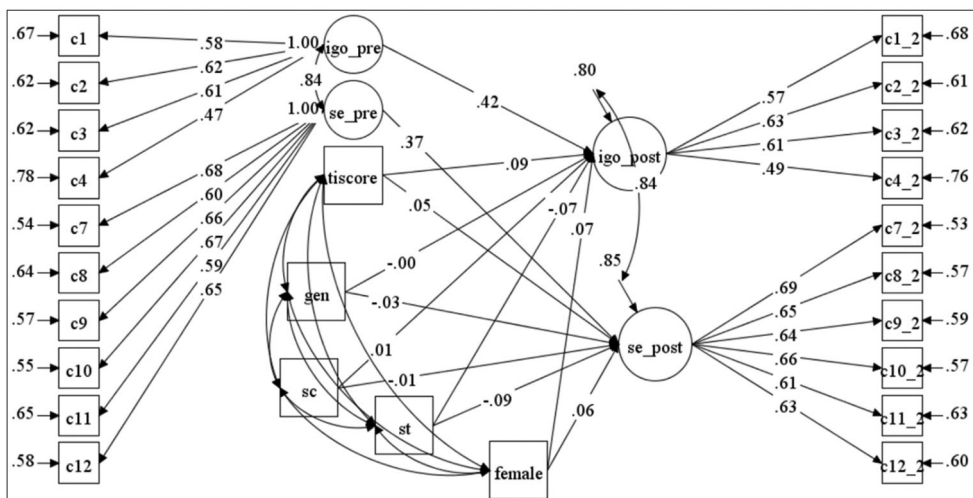 .67 c1 .58 1.00 igo_pre c1_2 .68
.62 c2 .62 .84 .80 c2_2 .61
.62 c3 .61 1.00 se_pre .42 .57 .63 c3_2 .62
.78 c4 .47 .37 igo_post .61 .49 c4_2 .76
tiscore .09 .84
.54 c7 .68 .05 -.07 c7_2 .53
.64 c8 .60 gen -.00 .07 .85 .69 c8_2 .57
.57 c9 .66 -.03 se_post .65 .64 c9_2 .59
.55 c10 .67 sc .01 -.01 .66 c10_2 .57
.65 c11 .59 st -.09 .06 .61 c11_2 .63
.58 c12 .65 female .63 c12_2 .60